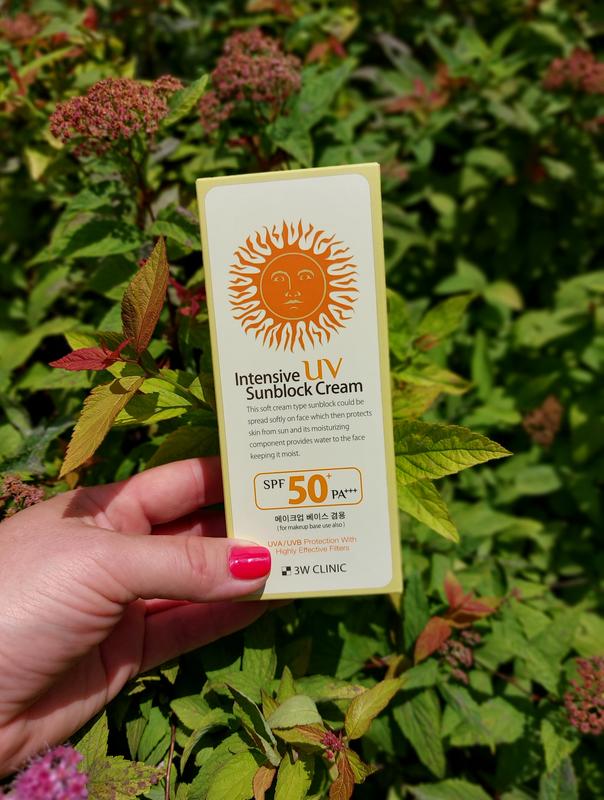 Intensive UV
Sunblock Cream
This soft cream type sunblock could be
spread softly on face which then protects
skin from sun and its moisturizing
component provides water to the face
keeping it moist.
SPF 50+ PA+++
메이크업 베이스 겸용
( for makeup base use also )
UVA/UVB Protection With
Highly Effective Filters
3W CLINIC